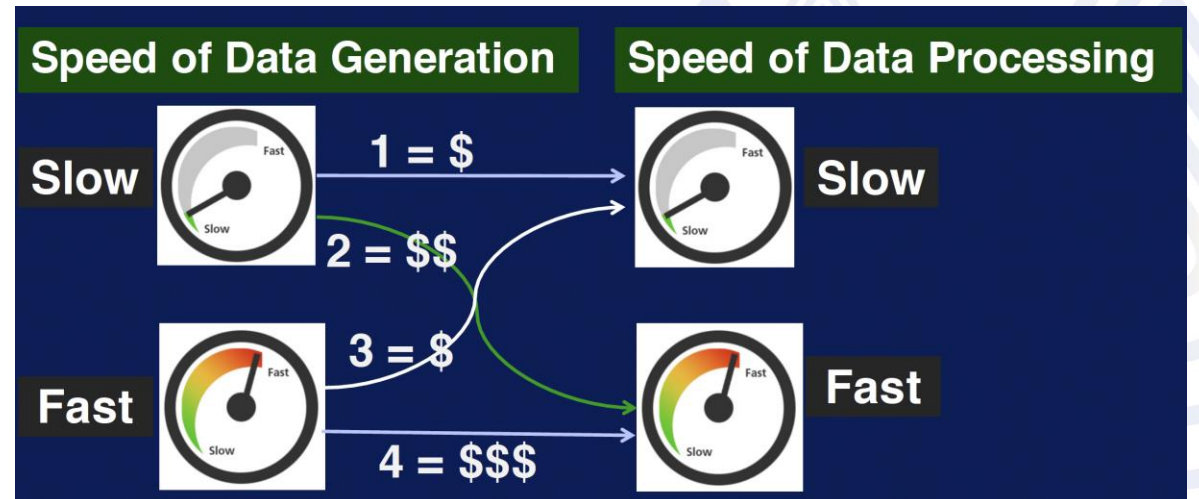 Speed of Data Generation
Speed of Data Processing
Slow
Fast
Slow
1 = $
Fast
Slow
Slow
2 = $$
3 = $
Fast
Fast
Slow
4 = $$$
Fast
Slow
Fast